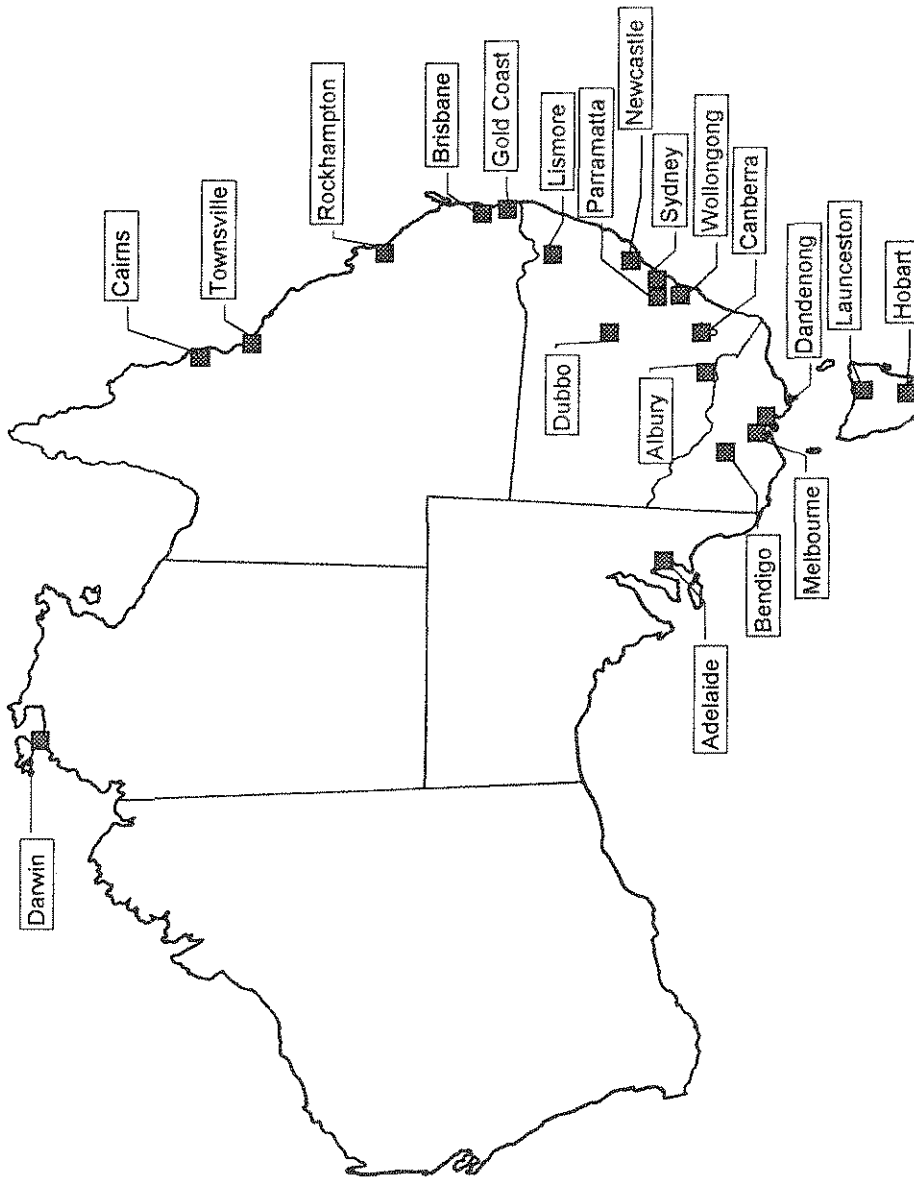 Darwin
Cairns
Townsville
Rockhampton
Brisbane
Gold Coast
Lismore
Parramatta
Newcastle
Sydney
Wollongong
Canberra
Dubbo
Albury
Dandenong
Launceston
Hobart
Adelaide
Bendigo
Melbourne